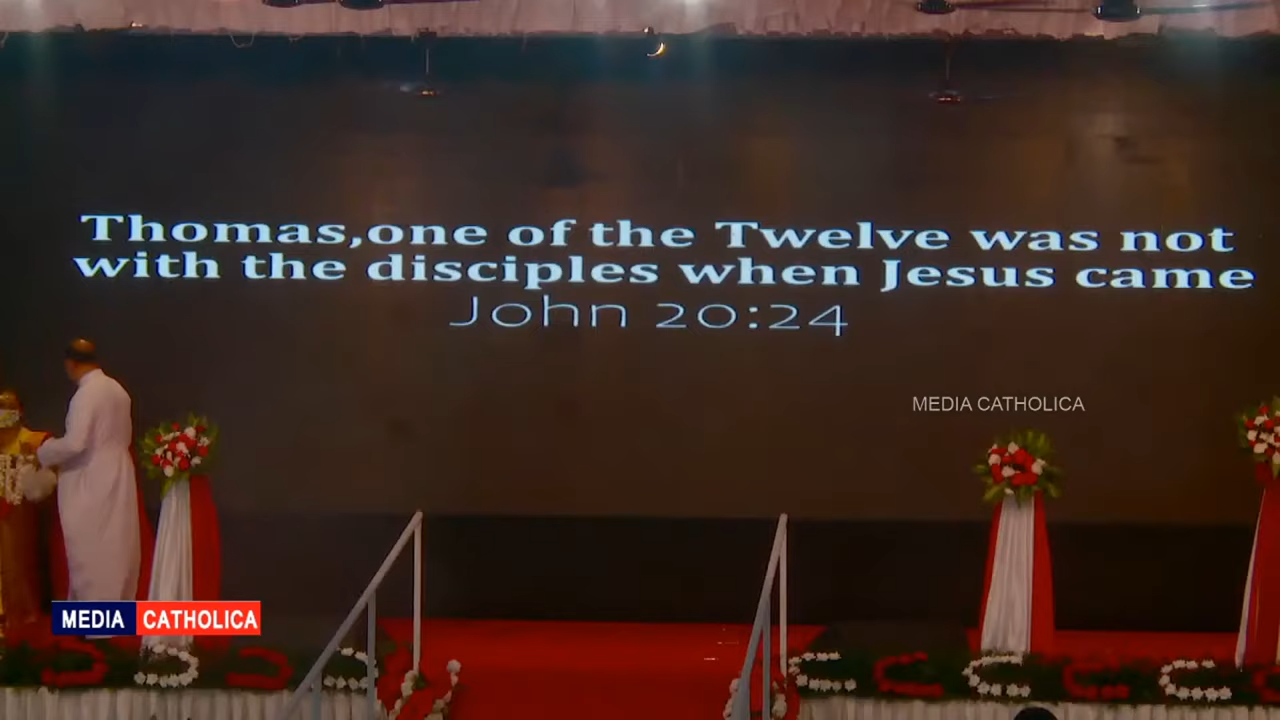 Thomas,one of the Twelve was not
with the disciples when Jesus came
John 20:24
MEDIA CATHOLICA
MEDIA CATHOLICA